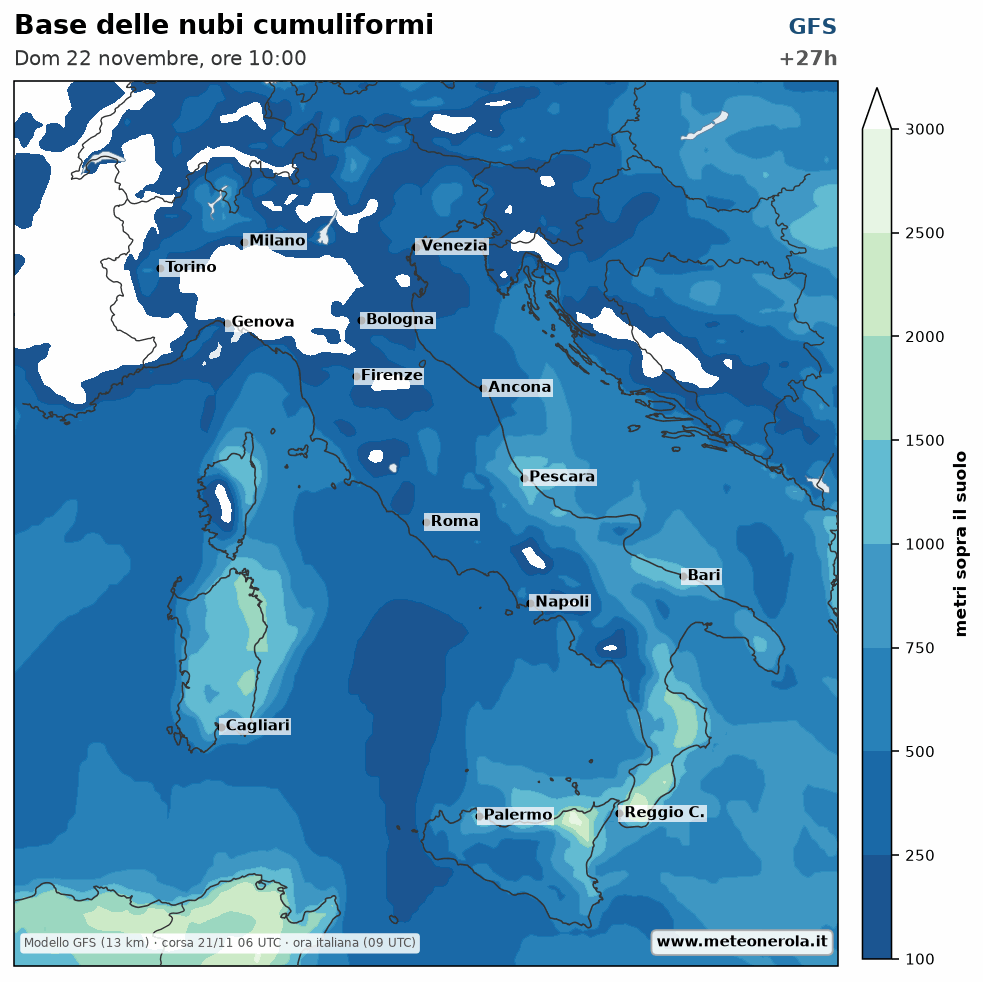 Base delle nubi cumuliformi
GFS
Dom 22 novembre, ore 10:00
+27h
Milano
Venezia
Torino
Genova
Bologna
Firenze
Ancona
Pescara
Roma
Bari
Napoli
Cagliari
Palermo
Reggio C.
3000
2500
2000
1500
1000
750
500
250
100
metri sopra il suolo
Modello GFS (13 km) · corsa 21/11 06 UTC · ora italiana (09 UTC)
www.meteonerola.it